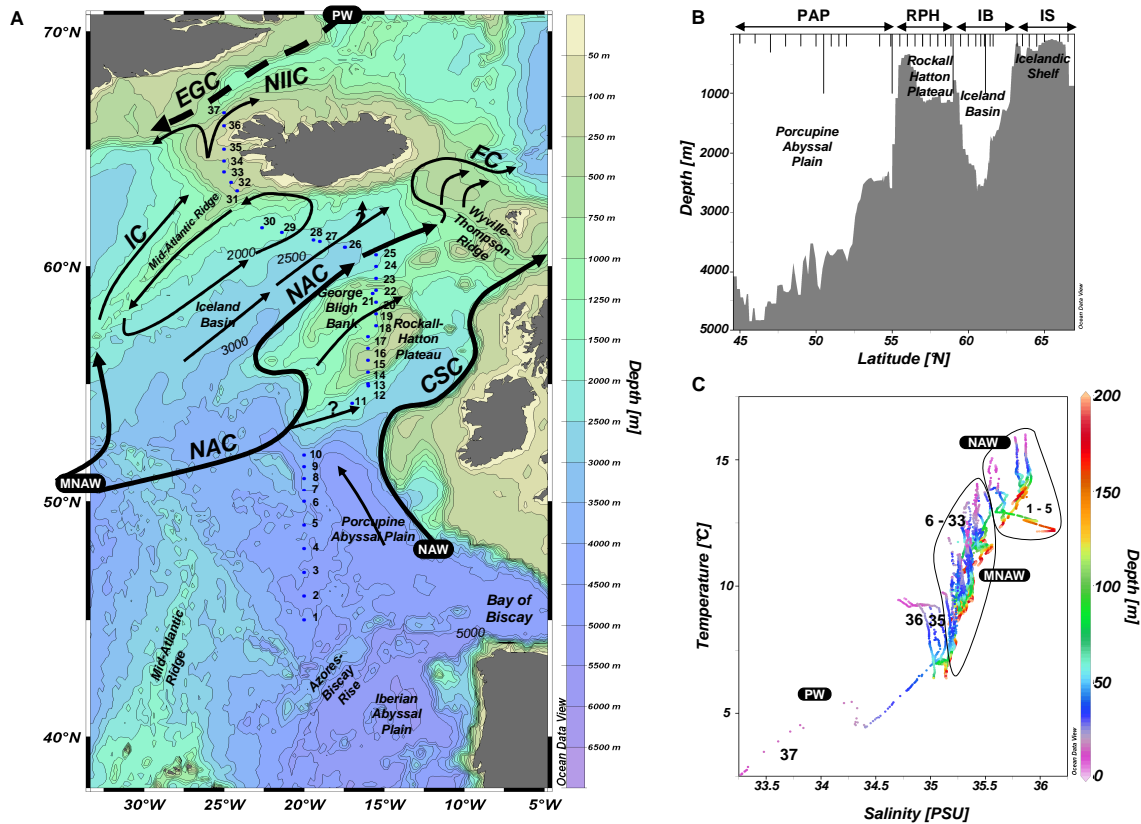 A
70°N
60°N
50°N
40°N
30°W
20°W
10°W
5°W
PW
EGC
NIIC
37
36
35
34
33
32
31
FC
Wyville-
Thompson
Ridge
IC
Mid-Atlantic Ridge
30
29
28
27
26
?
2000
2500
25
24
23
22
21
20
19
18
17
16
15
14
13
12
11
NAC
George
Bligh
Bank
Iceland
Basin
3000
Rockall-
Hatton
Plateau
CSC
?
NAC
MNAW
10
9
8
7
6
5
4
3
2
1
Porcupine
Abyssal Plain
NAW
Bay of
Biscay
5000
Mid-Atlantic
Ridge
Azores-
Biscay
Rise
Iberian
Abyssal
Plain
Ocean Data View
50 m
100 m
250 m
500 m
750 m
1000 m
1250 m
1500 m
2000 m
2500 m
3000 m
3500 m
4000 m
4500 m
5000 m
5500 m
6000 m
6500 m
Depth [m]
B
PAP
RPH
IB
IS
Rockall
Hatton
Plateau
Icelandic
Shelf
Iceland
Basin
Porcupine
Abyssal
Plain
1000
2000
3000
4000
5000
Depth [m]
45
50
55
60
65
Latitude [°N]
Ocean Data View
C
15
10
5
Temperature [°C]
33.5
34
34.5
35
35.5
36
Salinity [PSU]
NAW
1 - 5
6 - 33
MNAW
36
35
PW
37
Ocean Data View
200
150
100
50
0
Depth [m]